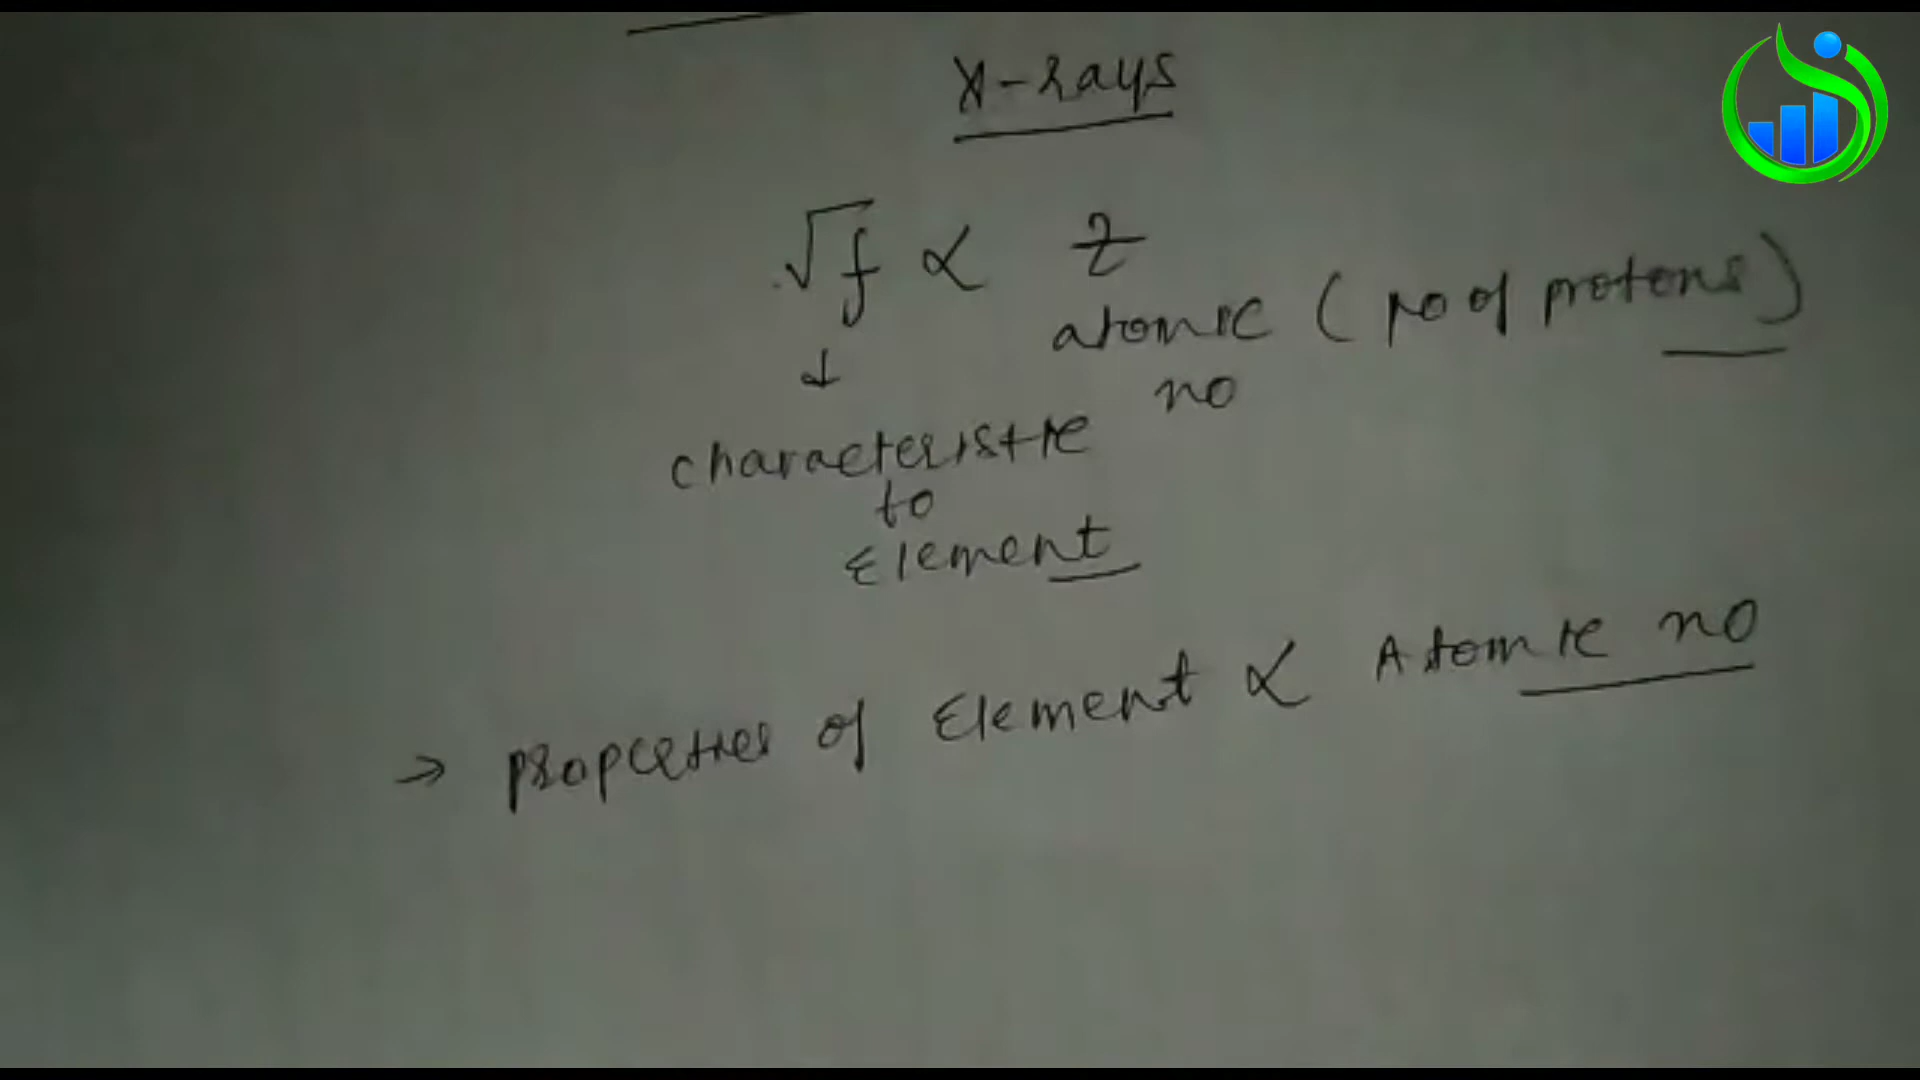 X-rays
√f ∝ Z
atomic (no of protons)
no
characteristic
to
Element
→ properties of Element ∝ Atomic no